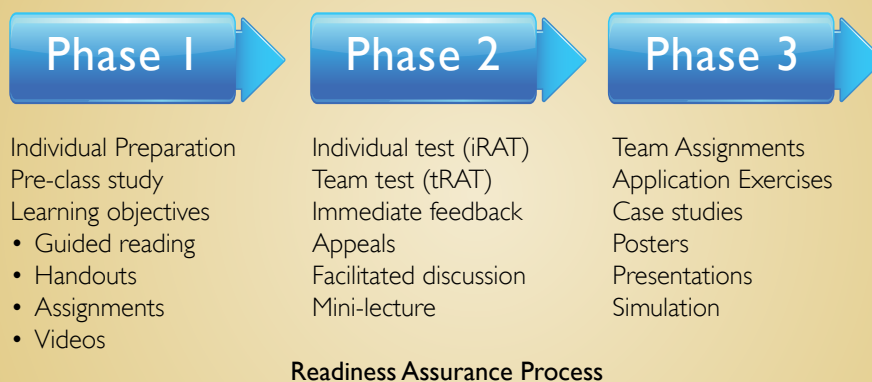 Phase 1
Individual Preparation
Pre-class study
Learning objectives
• Guided reading
• Handouts
• Assignments
• Videos
Phase 2
Individual test (iRAT)
Team test (tRAT)
Immediate feedback
Appeals
Facilitated discussion
Mini-lecture
Phase 3
Team Assignments
Application Exercises
Case studies
Posters
Presentations
Simulation
Readiness Assurance Process